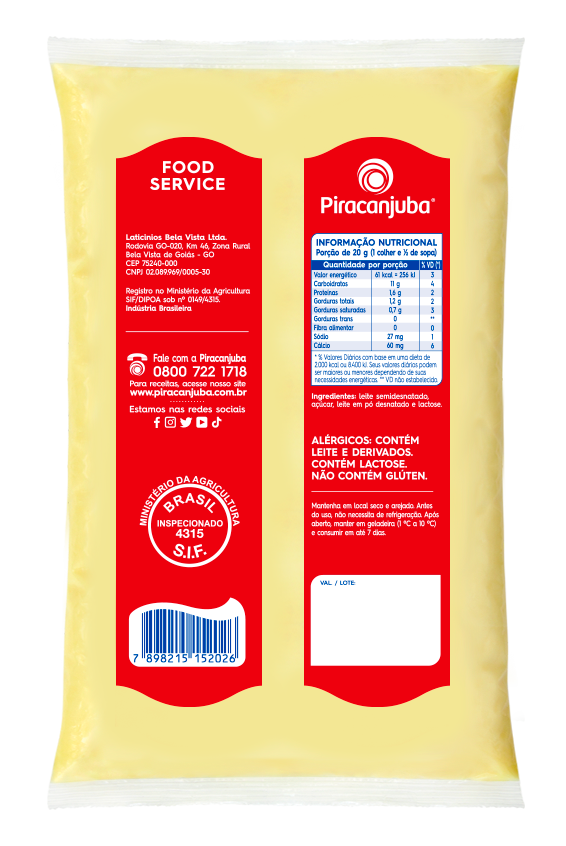 FOOD
SERVICE
Laticínios Bela Vista Ltda.
Rodovia GO-020, Km 46, Zona Rural
Bela Vista de Goiás - GO
CEP 75240-000
CNPJ 02.089.969/0005-30
Registro no Ministério da Agricultura
SIF/DIPOA sob nº 0149/4315.
Indústria Brasileira
Fale com a Piracanjuba
0800 722 1718
Para receitas, acesse nosso site
www.piracanjuba.com.br
Estamos nas redes sociais
MINISTÉRIO DA AGRICULTURA
BRASIL
INSPECIONADO
4315
S.I.F.
7 898215 152026
Piracanjuba®
INFORMAÇÃO NUTRICIONAL
Porção de 20 g (1 colher e ½ de sopa)
Quantidade por porção % VD (*)
Valor energético 61 kcal = 256 kJ 3
Carboidratos 11 g 4
Proteínas 1,6 g 2
Gorduras totais 1,2 g 2
Gorduras saturadas 0,7 g 3
Gorduras trans 0 **
Fibra alimentar 0 0
Sódio 27 mg 1
Cálcio 60 mg 6
* % Valores Diários com base em uma dieta de
2.000 kcal ou 8.400 kJ. Seus valores diários podem
ser maiores ou menores dependendo de suas
necessidades energéticas. ** VD não estabelecido.
Ingredientes: leite semidesnatado,
açúcar, leite em pó desnatado e lactose.
ALÉRGICOS: CONTÉM
LEITE E DERIVADOS.
CONTÉM LACTOSE.
NÃO CONTÉM GLÚTEN.
Mantenha em local seco e arejado. Antes
do uso, não necessita de refrigeração. Após
aberto, manter em geladeira (1 ºC a 10 ºC)
e consumir em até 7 dias.
VAL. / LOTE: